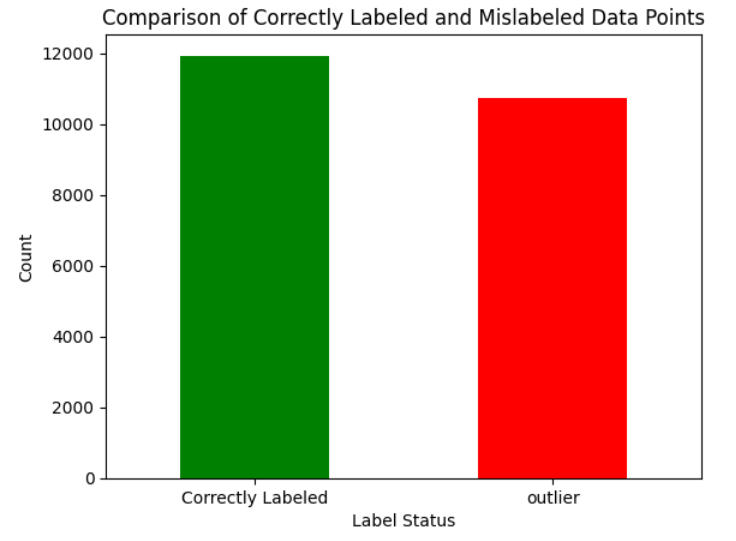 Comparison of Correctly Labeled and Mislabeled Data Points
12000
10000
8000
6000
4000
2000
0
Count
Correctly Labeled
outlier
Label Status